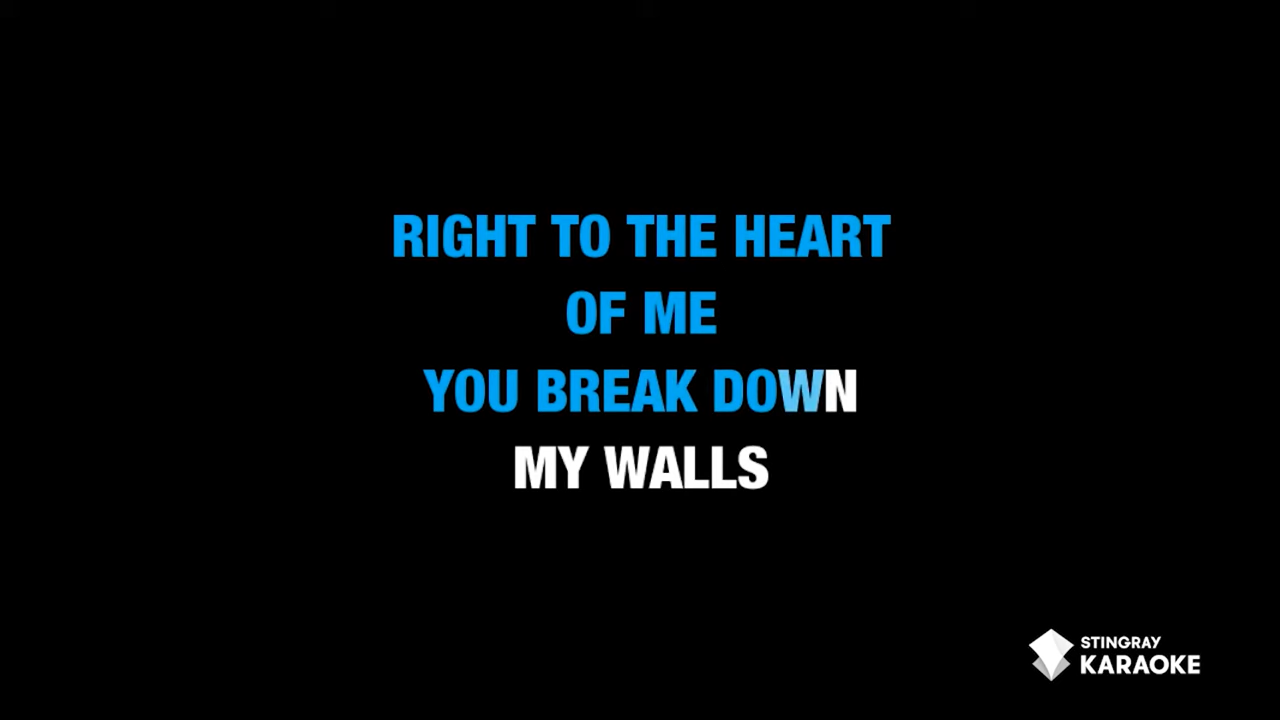 RIGHT TO THE HEART
OF ME
YOU BREAK DOWN
MY WALLS
STINGRAY
KARAOKE